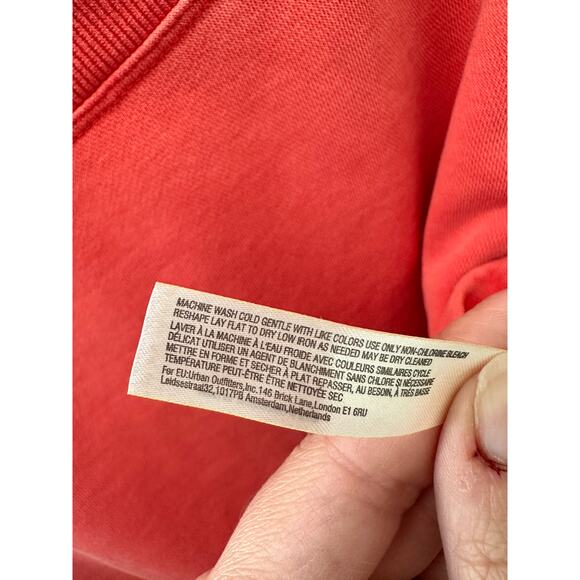 MACHINE WASH COLD GENTLE WITH LIKE COLORS USE ONLY NON-CHLORINE BLEACH
RESHAPE LAY FLAT TO DRY LOW IRON AS NEEDED MAY BE DRY CLEANED
LAVER À LA MACHINE À L'EAU FROIDE AVEC COULEURS SIMILAIRES CYCLE
DÉLICAT UTILISER UN AGENT DE BLANCHIMENT SANS CHLORE SI NÉCESSAIRE
METTRE EN FORME ET SÉCHER À PLAT REPASSER, AU BESOIN, À TRÈS BASSE
TEMPÉRATURE PEUT-ÊTRE ÊTRE NETTOYÉE SEC
For EU:Urban Outfitters,Inc.146 Brick Lane,London E1 6RU
Leidsestraat32,1017PB Amsterdam,Netherlands